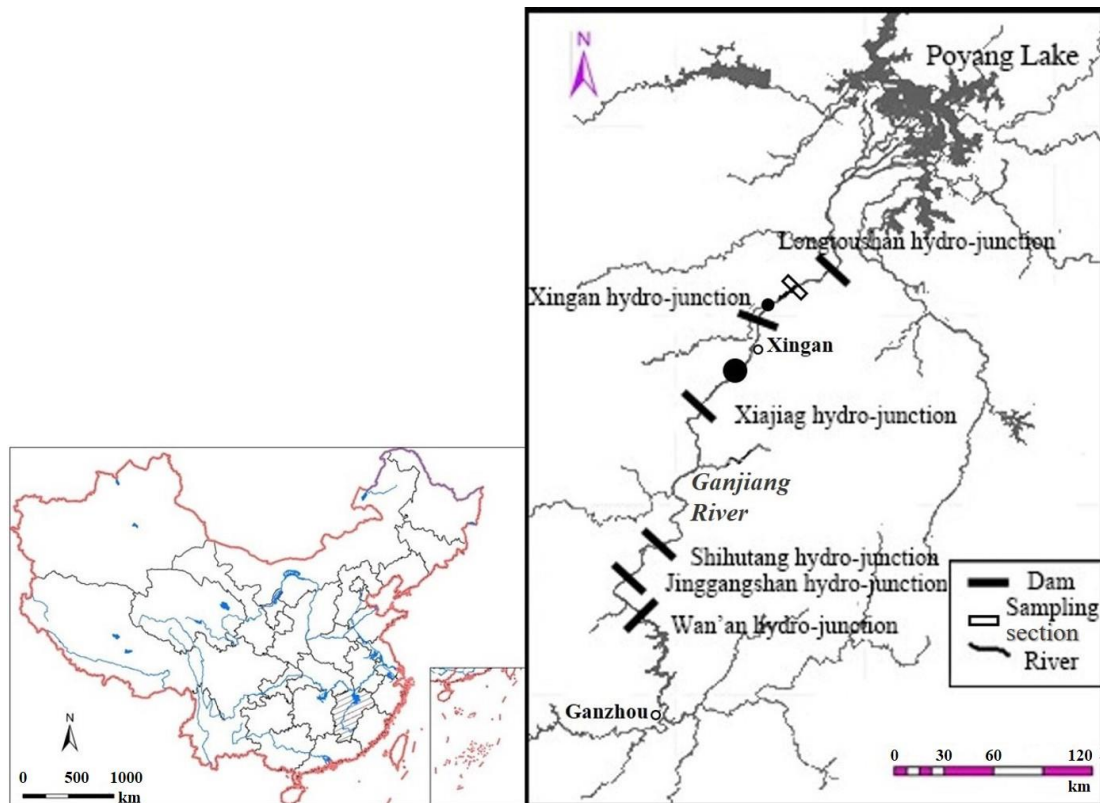 N
Poyang Lake
Longtoushan hydro-junction
Xingan hydro-junction
Xingan
Xiajiag hydro-junction
Ganjiang
River
Shihutang hydro-junction
Jinggangshan hydro-junction
Wan'an hydro-junction
Ganzhou
Dam
Sampling
section
River
0 30 60 120
km
N
0 500 1000
km